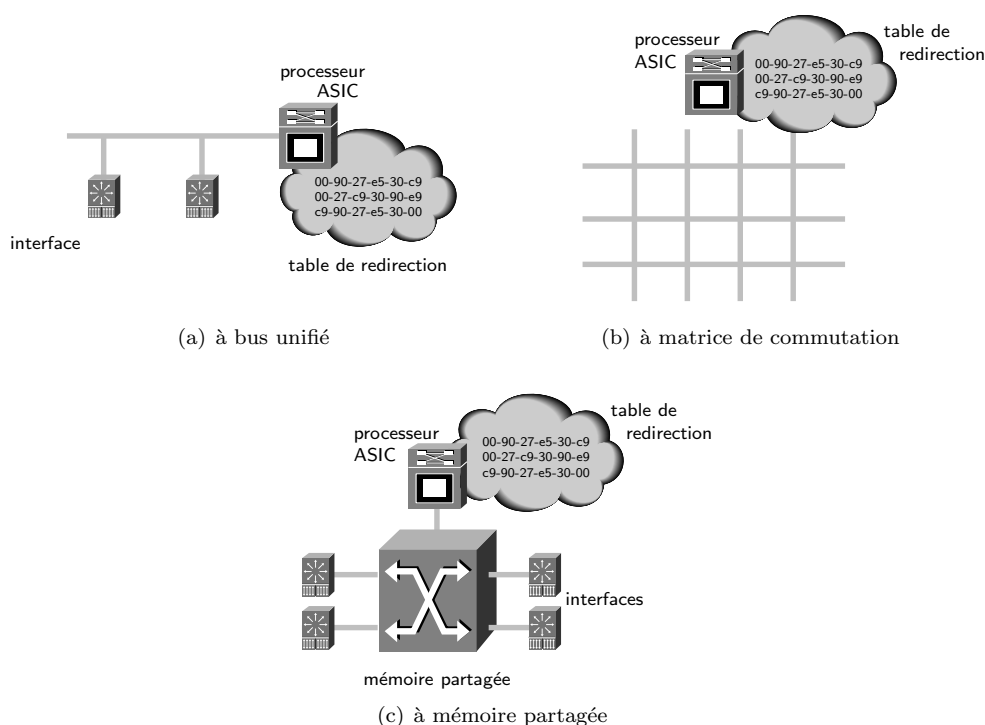 processeur
ASIC
00-90-27-e5-30-c9
00-27-c9-30-90-e9
c9-90-27-e5-30-00
interface
table de redirection
(a) à bus unifié
processeur
ASIC
table de
redirection
00-90-27-e5-30-c9
00-27-c9-30-90-e9
c9-90-27-e5-30-00
(b) à matrice de commutation
processeur
ASIC
table de
redirection
00-90-27-e5-30-c9
00-27-c9-30-90-e9
c9-90-27-e5-30-00
interfaces
mémoire partagée
(c) à mémoire partagée